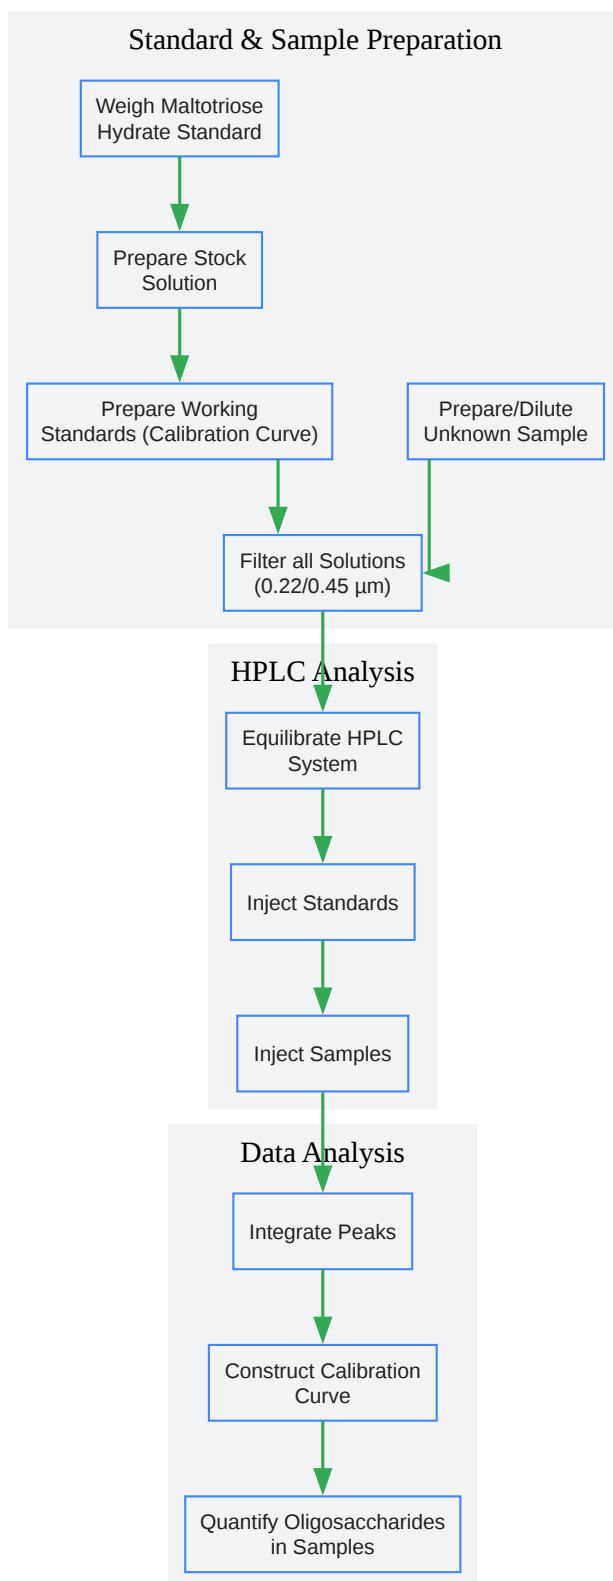 Standard & Sample Preparation
Weigh Maltotriose
Hydrate Standard
Prepare Stock
Solution
Prepare Working
Standards (Calibration Curve)
Prepare/Dilute
Unknown Sample
Filter all Solutions
(0.22/0.45 µm)
HPLC Analysis
Equilibrate HPLC
System
Inject Standards
Inject Samples
Data Analysis
Integrate Peaks
Construct Calibration
Curve
Quantify Oligosaccharides
in Samples